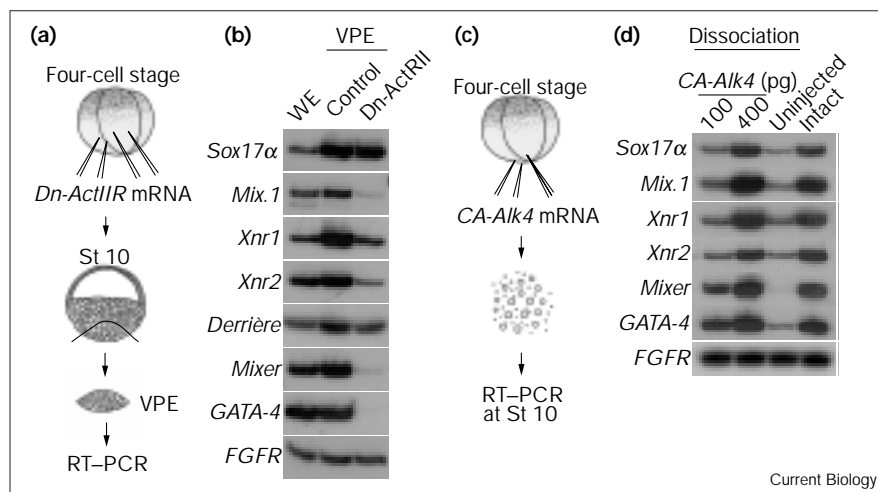 (a)
Four-cell stage
Dn-ActIIR mRNA
St 10
VPE
RT–PCR
(b)
VPE
WE
Control
Dn-ActRII
Sox17α
Mix.1
Xnr1
Xnr2
Derrière
Mixer
GATA-4
FGFR
(c)
Four-cell stage
CA-Alk4 mRNA
RT–PCR
at St 10
(d)
Dissociation
CA-Alk4 (pg)
100
400
Uninjected
Intact
Sox17α
Mix.1
Xnr1
Xnr2
Mixer
GATA-4
FGFR
Current Biology